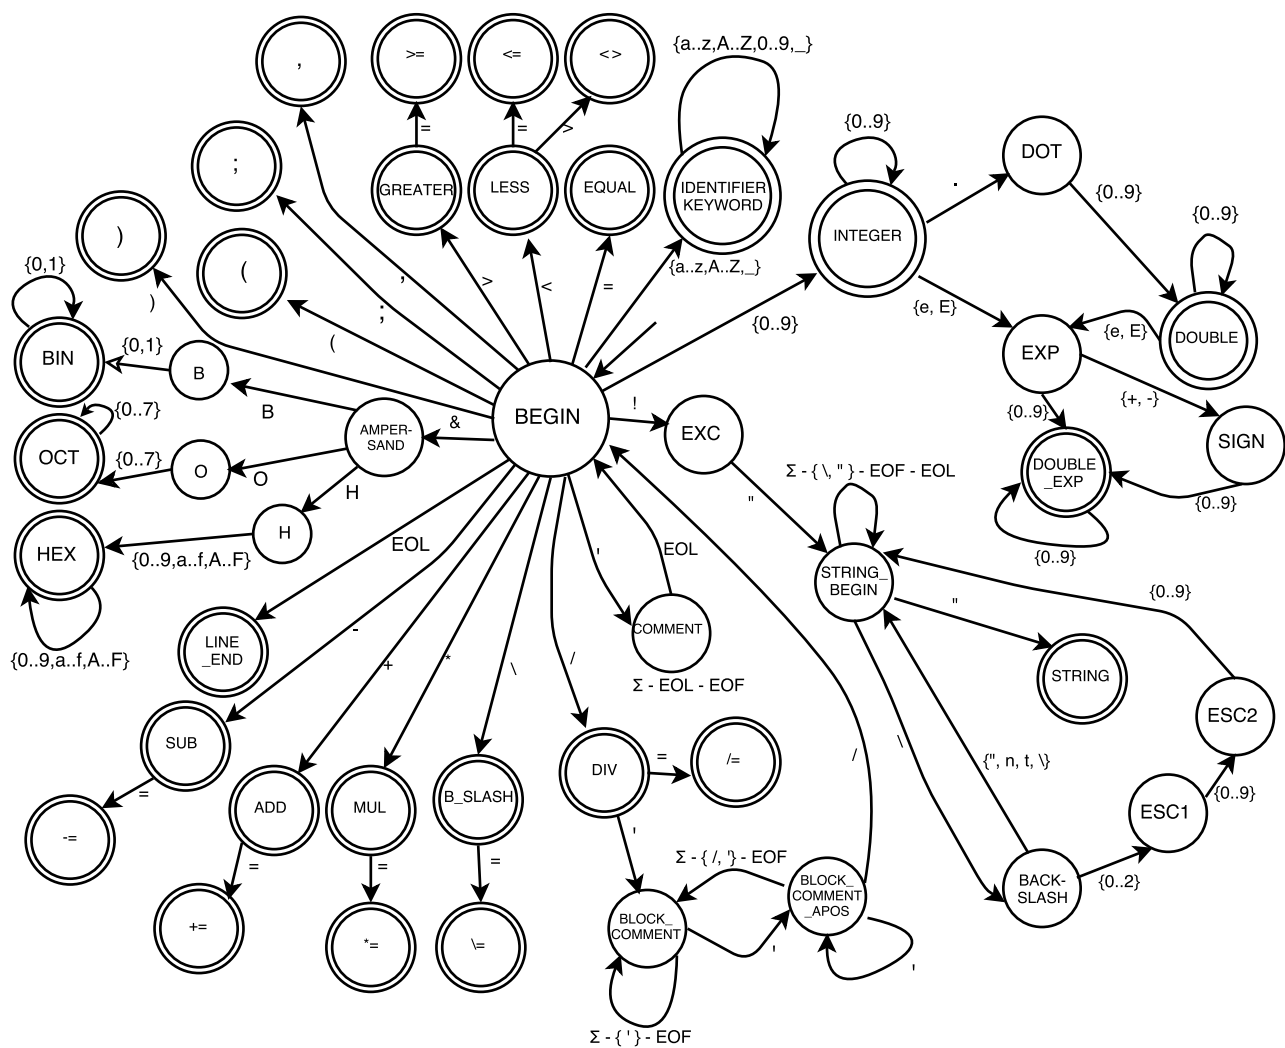 ,
>=
<=
<>
{a..z,A..Z,0..9,_}
=
=
>
;
GREATER
LESS
EQUAL
IDENTIFIER
KEYWORD
{0..9}
INTEGER
.
DOT
{0..9}
{0..9}
)
(
{0,1}
)
,
;
(
>
<
=
{a..z,A..Z,_}
{0..9}
{e, E}
{e, E}
DOUBLE
BIN
{0,1}
B
B
EXP
{+, -}
{0..7}
OCT
{0..7}
O
O
AMPER-
SAND
&
BEGIN
!
EXC
{0..9}
SIGN
DOUBLE
_EXP
{0..9}
{0..9}
H
H
HEX
{0..9,a..f,A..F}
{0..9,a..f,A..F}
EOL
'
EOL
"
Σ - { \, " } - EOF - EOL
STRING_
BEGIN
"
{0..9}
LINE
_END
-
+
*
\
/
COMMENT
Σ - EOL - EOF
STRING
SUB
=
-=
ADD
=
+=
MUL
=
*=
B_SLASH
=
\=
DIV
=
/=
'
/
\
{", n, t, \}
ESC2
{0..9}
ESC1
{0..2}
BACK-
SLASH
Σ - { /, '} - EOF
BLOCK_
COMMENT
_APOS
BLOCK_
COMMENT
'
'
Σ - { ' } - EOF